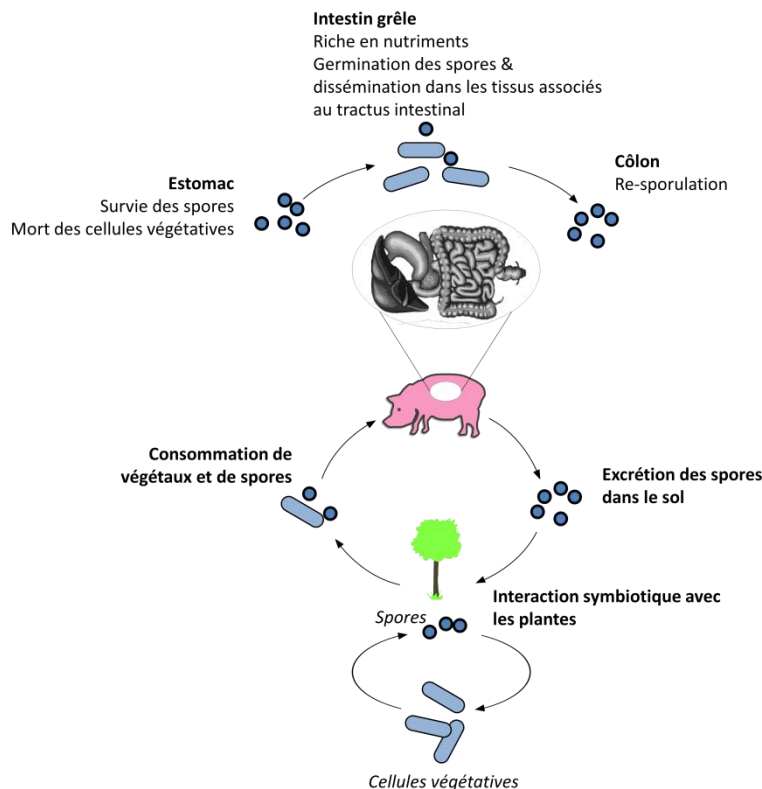 Intestin grêle
Riche en nutriments
Germination des spores &
dissémination dans les tissus associés
au tractus intestinal
Estomac
Survie des spores
Mort des cellules végétatives
Côlon
Re-sporulation
Consommation de
végétaux et de spores
Excrétion des spores
dans le sol
Interaction symbiotique avec
les plantes
Spores
Cellules végétatives